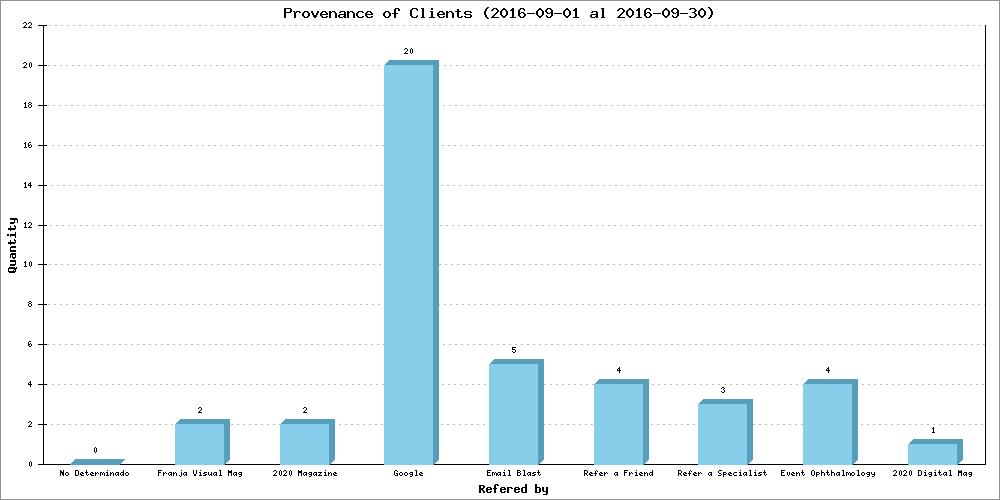 Provenance of Clients (2016-09-01 al 2016-09-30)
22
20
18
16
14
12
10
8
6
4
2
0
Quantity
0
2
2
20
5
4
3
4
1
No Determinado
Franja Visual Mag
2020 Magazine
Google
Email Blast
Refer a Friend
Refer a Specialist
Event Ophthalmology
2020 Digital Mag
Refered by